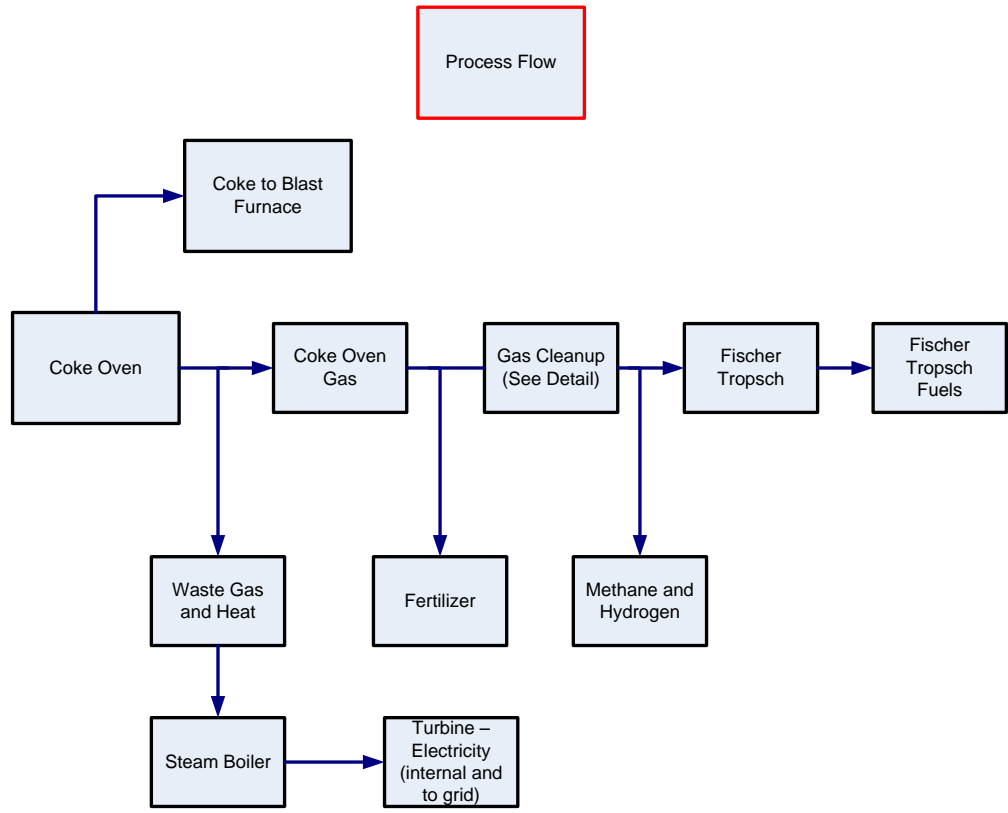 Process Flow
Coke to Blast
Furnace
Coke Oven
Coke Oven
Gas
Gas Cleanup
(See Detail)
Fischer
Tropsch
Fischer
Tropsch
Fuels
Waste Gas
and Heat
Fertilizer
Methane and
Hydrogen
Steam Boiler
Turbine –
Electricity
(internal and
to grid)